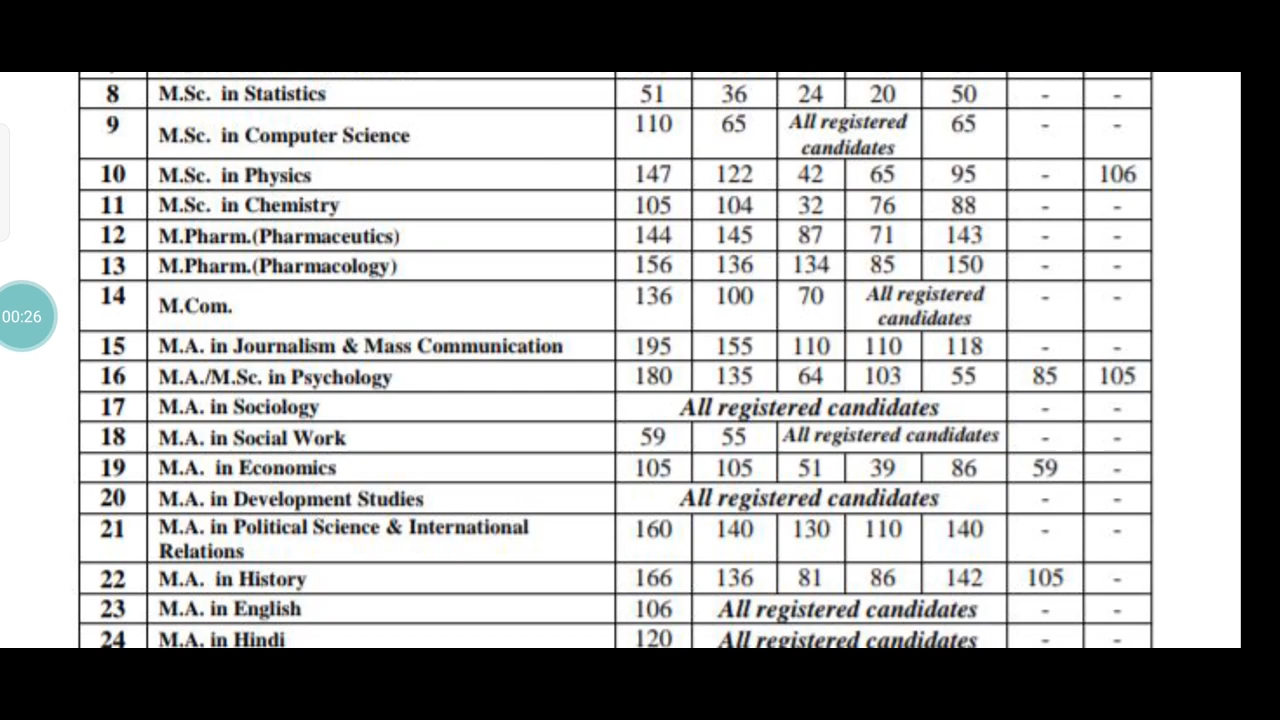 8 M.Sc. in Statistics 51 36 24 20 50 - -
9 M.Sc. in Computer Science 110 65 All registered candidates 65 - -
10 M.Sc. in Physics 147 122 42 65 95 - 106
11 M.Sc. in Chemistry 105 104 32 76 88 - -
12 M.Pharm.(Pharmaceutics) 144 145 87 71 143 - -
13 M.Pharm.(Pharmacology) 156 136 134 85 150 - -
14 M.Com. 136 100 70 All registered candidates - -
15 M.A. in Journalism & Mass Communication 195 155 110 110 118 - -
00:26
16 M.A./M.Sc. in Psychology 180 135 64 103 55 85 105
17 M.A. in Sociology All registered candidates - -
18 M.A. in Social Work 59 55 All registered candidates - -
19 M.A. in Economics 105 105 51 39 86 59 -
20 M.A. in Development Studies All registered candidates - -
21 M.A. in Political Science & International 160 140 130 110 140 - -
Relations
22 M.A. in History 166 136 81 86 142 105 -
23 M.A. in English 106 All registered candidates - -
24 M.A. in Hindi 120 All registered candidates - -